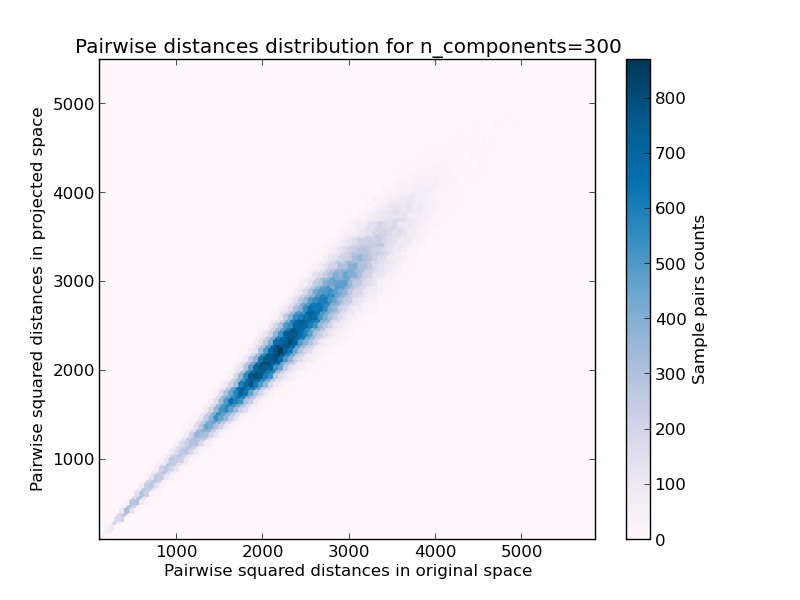 Pairwise distances distribution for n_components=300
Pairwise squared distances in projected space
5000
4000
3000
2000
1000
1000 2000 3000 4000 5000
Pairwise squared distances in original space
800
700
600
500
400
300
200
100
0
Sample pairs counts